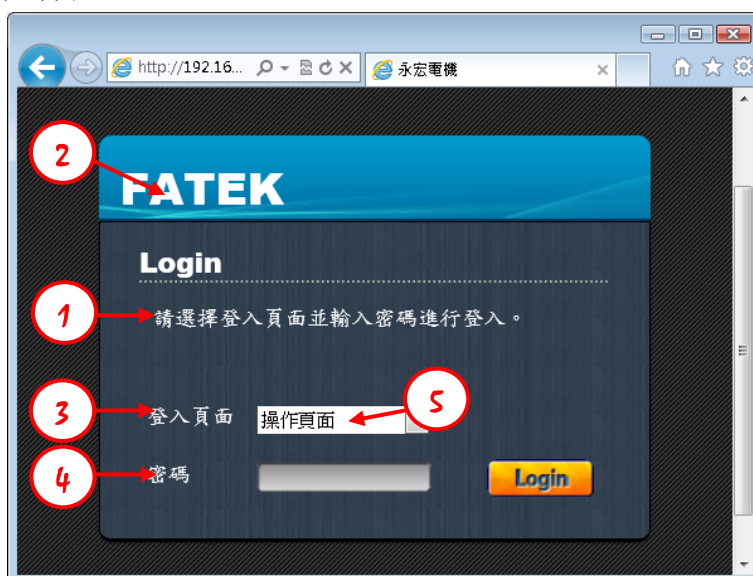 http://192.16...
永宏電機
2
FATEK
Login
1
請選擇登入頁面並輸入密碼進行登入。
3
登入頁面
操作頁面
5
4
密碼
Login